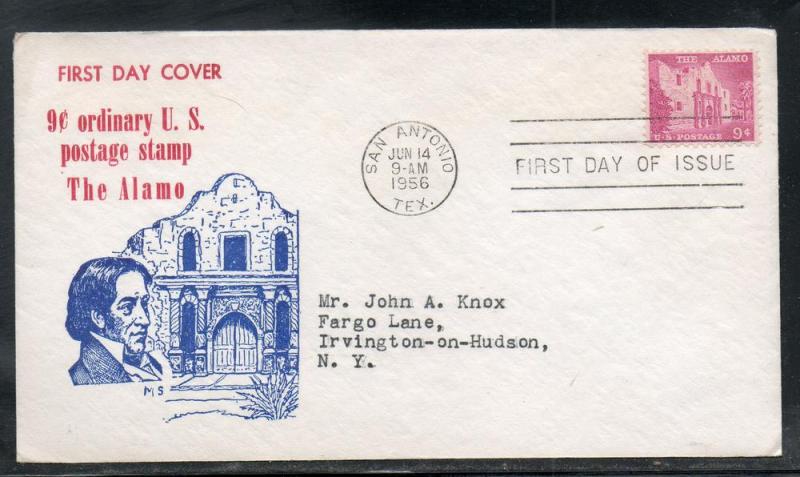 FIRST DAY COVER
9¢ ordinary U. S.
postage stamp
The Alamo
M S
SAN ANTONIO
JUN 14
9-AM
1956
TEX.
THE ALAMO
U·S·POSTAGE 9¢
FIRST DAY OF ISSUE
Mr. John A. Knox
Fargo Lane,
Irvington-on-Hudson,
N. Y.